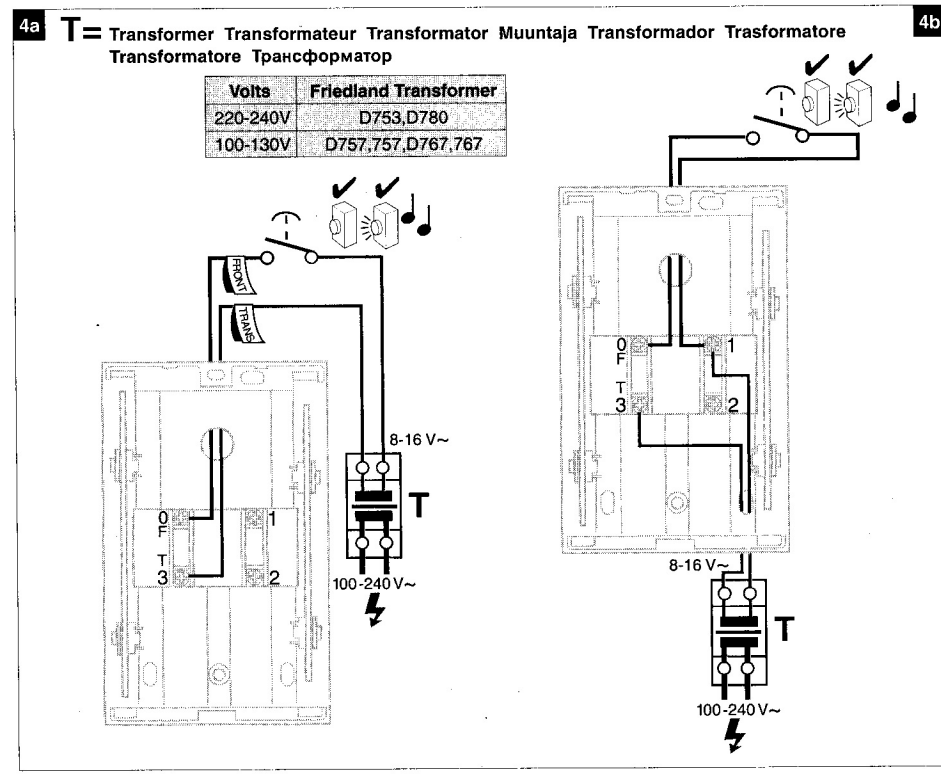 4a
T= Transformer Transformateur Transformator Muuntaja Transformador Trasformatore
Transformatore Трансформатор
4b
Volts Friedland Transformer
220-240V D753,D780
100-130V D757,757,D767,767
FRONT
TRANS
8-16 V~
T
100-240 V~
0 1
F
T
3 2
0 1
F
T
3 2
8-16 V~
T
100-240 V~